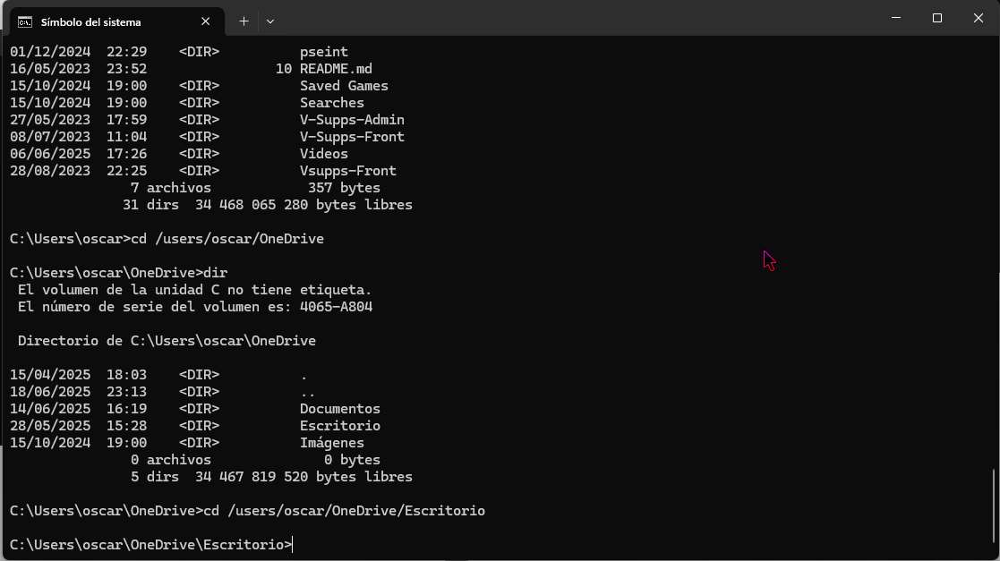 Símbolo del sistema
01/12/2024  22:29    <DIR>          pseint
16/05/2023  23:52                10 README.md
15/10/2024  19:00    <DIR>          Saved Games
15/10/2024  19:00    <DIR>          Searches
27/05/2023  17:59    <DIR>          V-Supps-Admin
08/07/2023  11:04    <DIR>          V-Supps-Front
06/06/2025  17:26    <DIR>          Videos
28/08/2023  22:25    <DIR>          Vsupps-Front
               7 archivos            357 bytes
              31 dirs  34 468 065 280 bytes libres

C:\Users\oscar>cd /users/oscar/OneDrive

C:\Users\oscar\OneDrive>dir
 El volumen de la unidad C no tiene etiqueta.
 El número de serie del volumen es: 4065-A804

 Directorio de C:\Users\oscar\OneDrive

15/04/2025  18:03    <DIR>          .
18/06/2025  23:13    <DIR>          ..
14/06/2025  16:19    <DIR>          Documentos
28/05/2025  15:28    <DIR>          Escritorio
15/10/2024  19:00    <DIR>          Imágenes
               0 archivos              0 bytes
               5 dirs  34 467 819 520 bytes libres

C:\Users\oscar\OneDrive>cd /users/oscar/OneDrive/Escritorio

C:\Users\oscar\OneDrive\Escritorio>